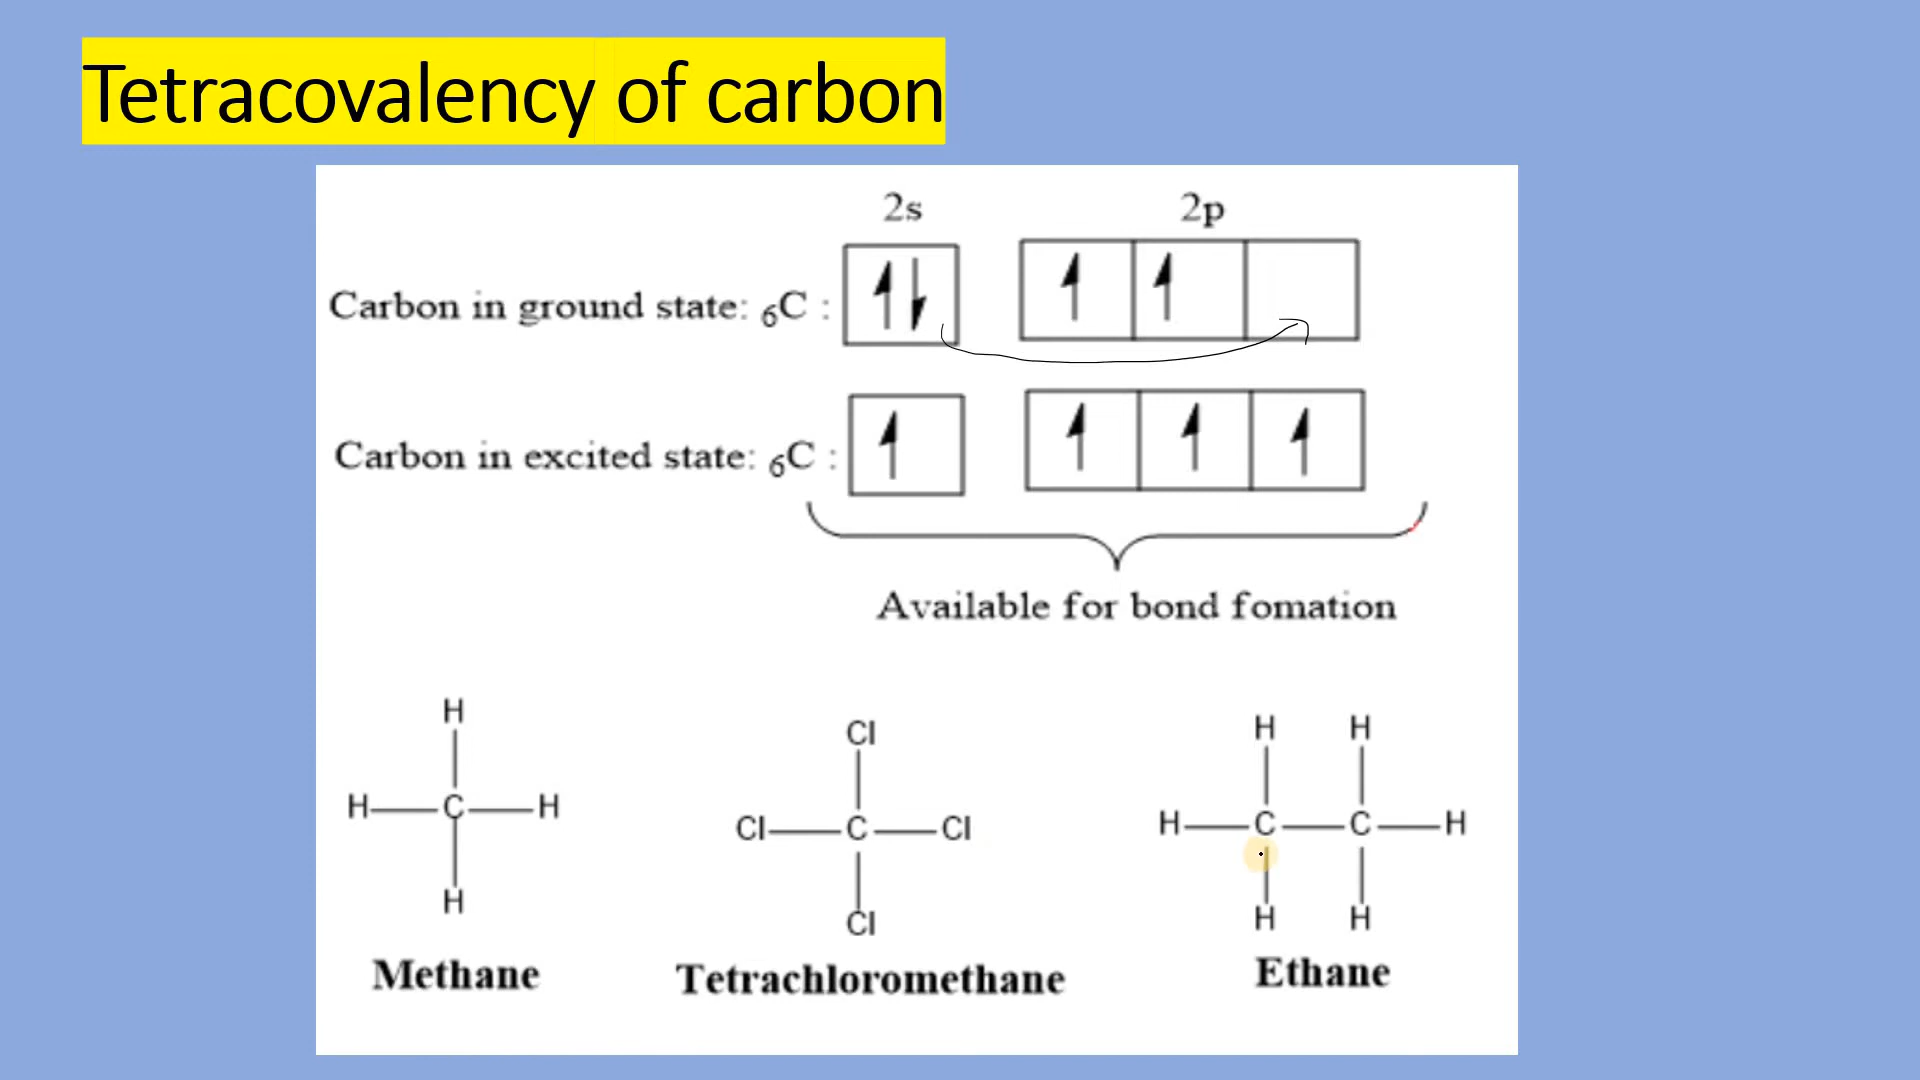 Tetracovalency of carbon
2s 2p
Carbon in ground state: ₆C :
Carbon in excited state: ₆C :
Available for bond fomation
H
H C H
H
Methane
Cl
Cl C Cl
Cl
Tetrachloromethane
H H
H C C H
H H
Ethane